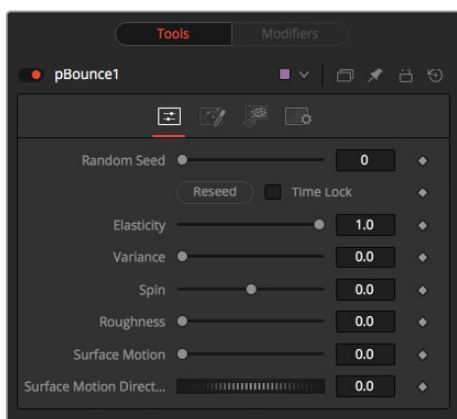 Tools Modifiers
pBounce1
Random Seed 0
Reseed Time Lock
Elasticity 1.0
Variance 0.0
Spin 0.0
Roughness 0.0
Surface Motion 0.0
Surface Motion Direct... 0.0